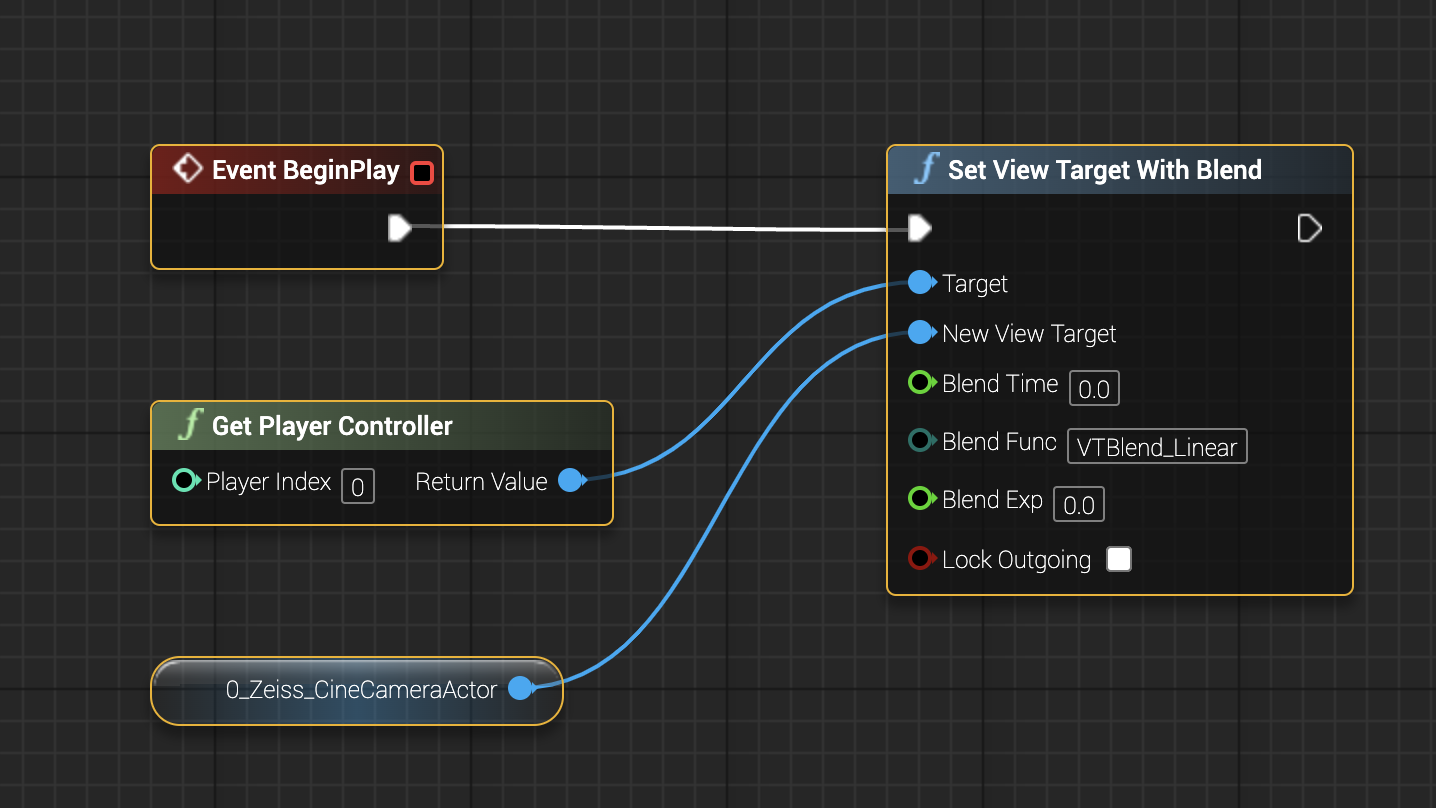 Event BeginPlay
Set View Target With Blend
Target
New View Target
Blend Time 0.0
Blend Func VTBlend_Linear
Blend Exp 0.0
Lock Outgoing
Get Player Controller
Player Index 0 Return Value
0_Zeiss_CineCameraActor